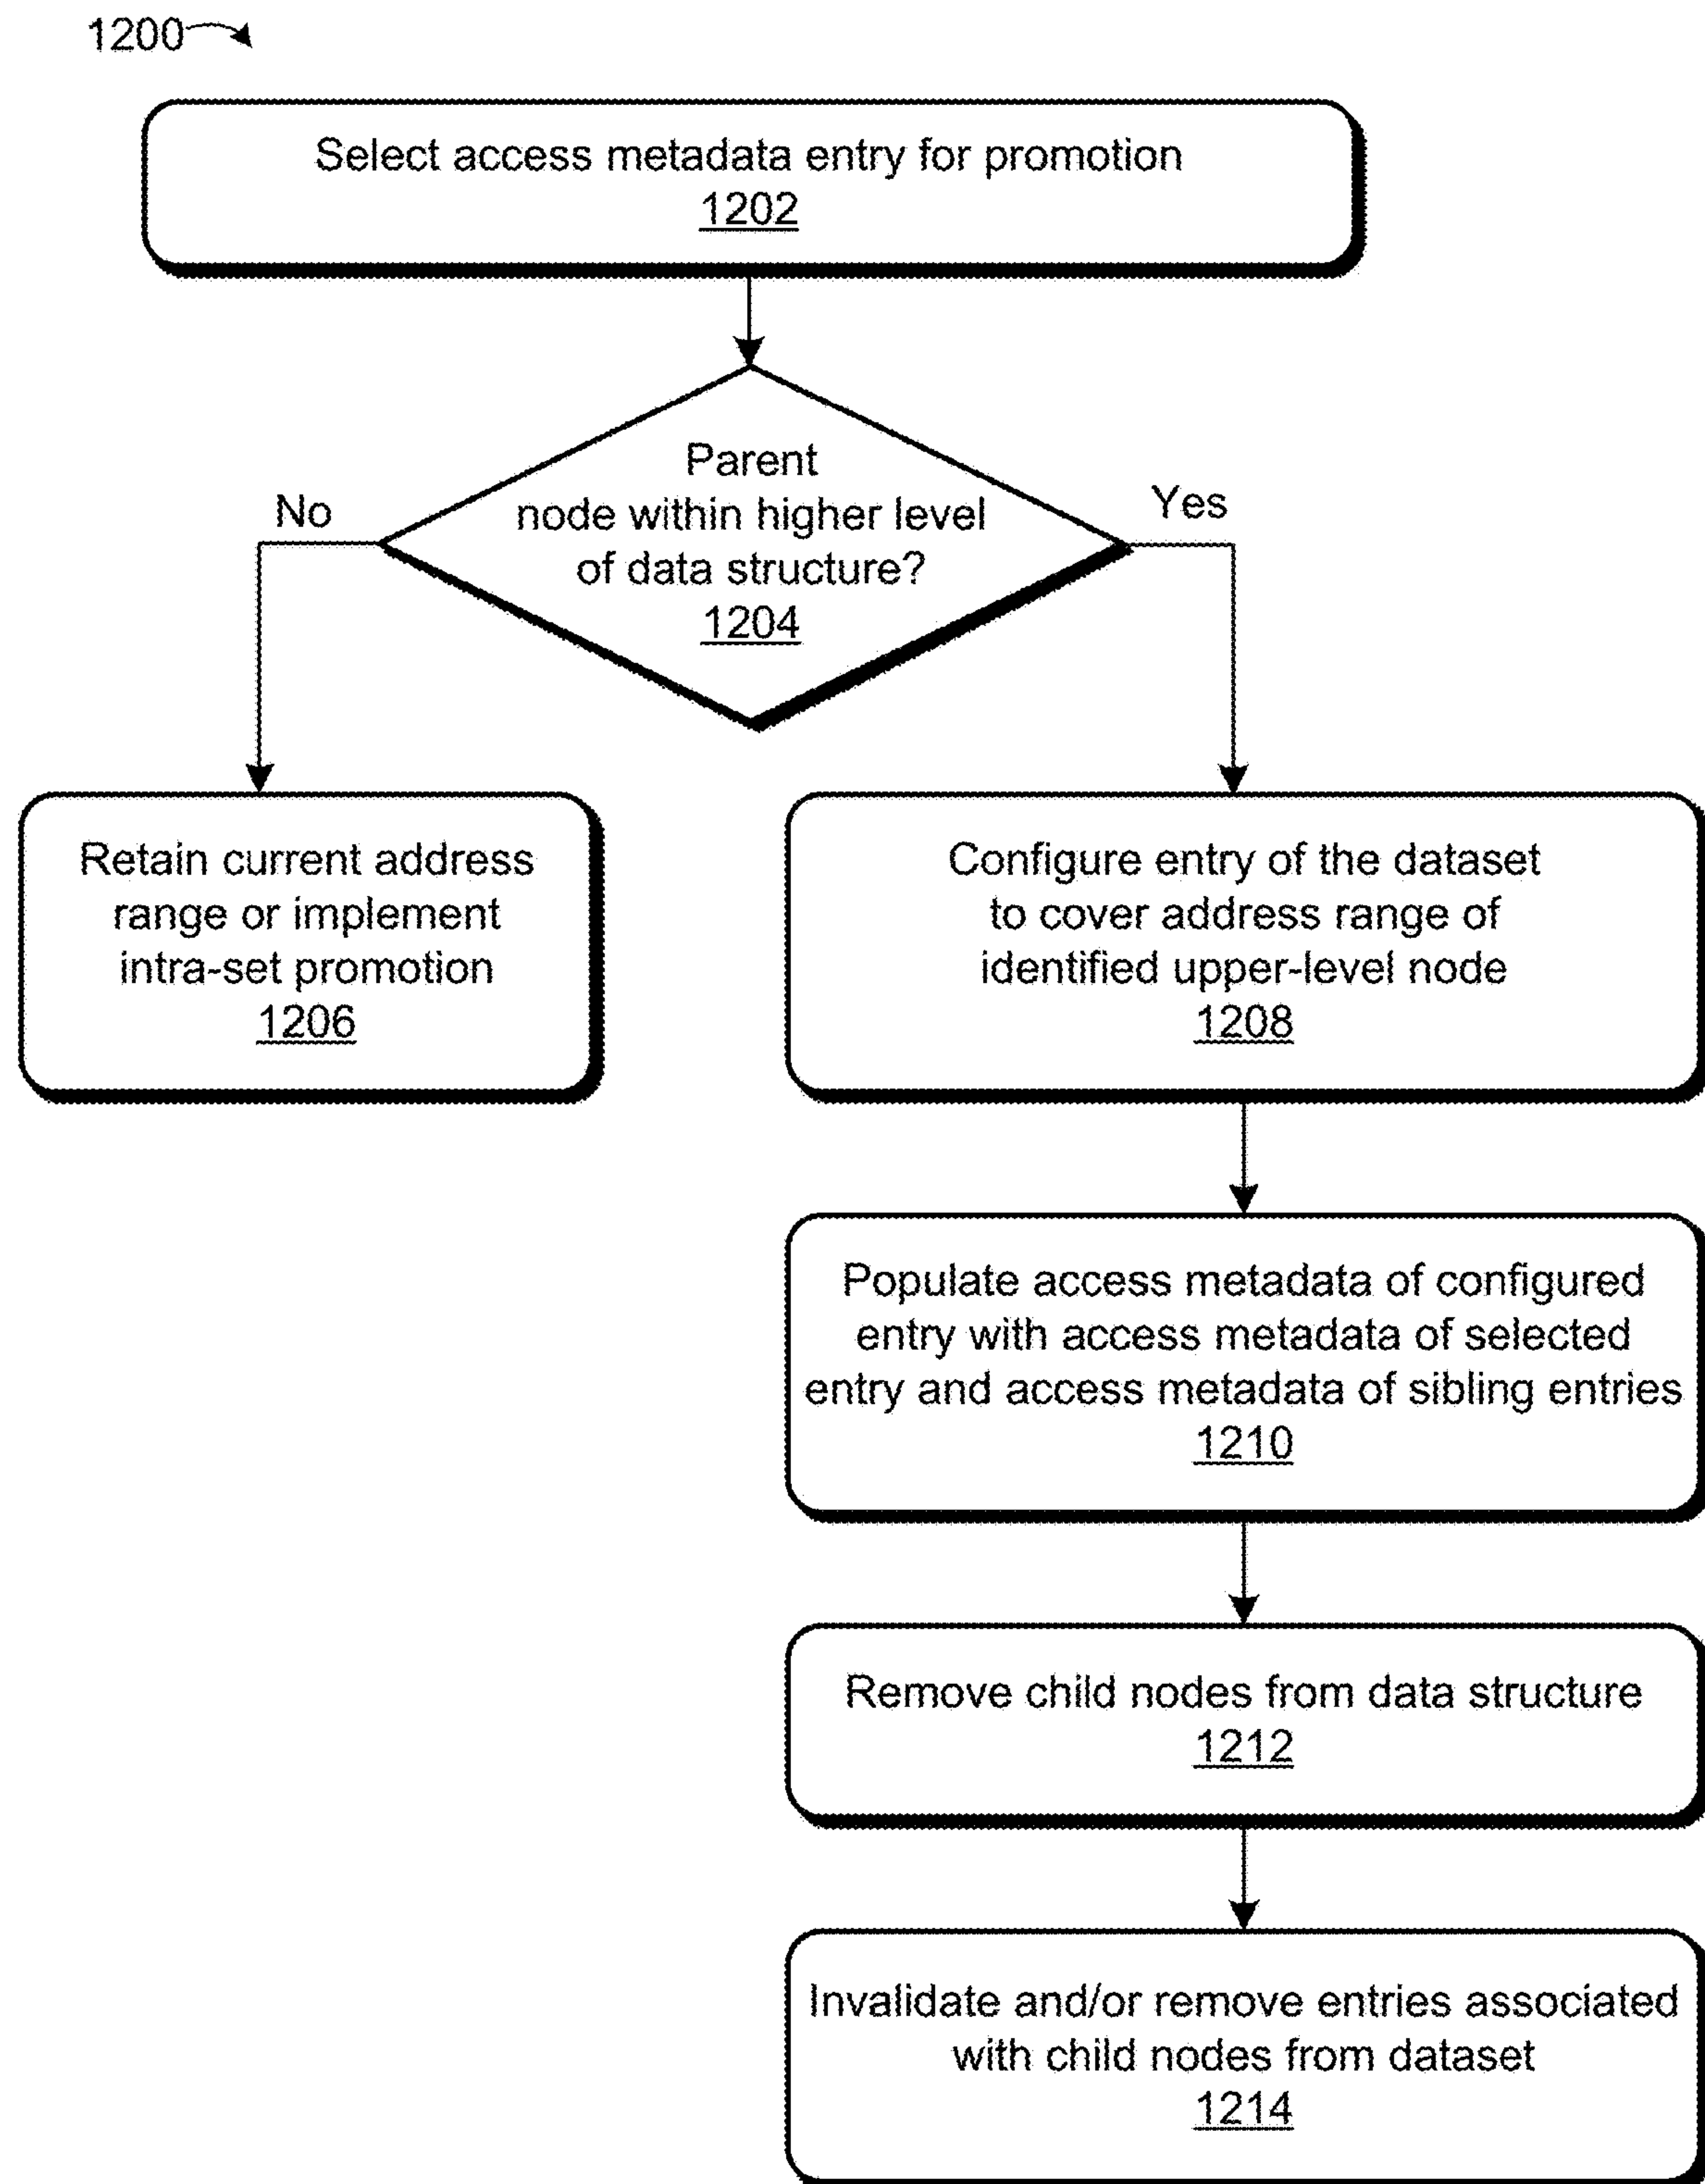 1200
Select access metadata entry for promotion
1202
Parent
node within higher level
of data structure?
1204
No
Yes
Retain current address
range or implement
intra-set promotion
1206
Configure entry of the dataset
to cover address range of
identified upper-level node
1208
Populate access metadata of configured
entry with access metadata of selected
entry and access metadata of sibling entries
1210
Remove child nodes from data structure
1212
Invalidate and/or remove entries associated
with child nodes from dataset
1214